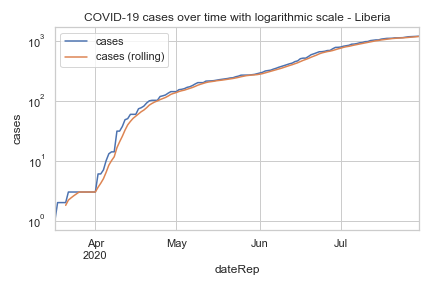 COVID-19 cases over time with logarithmic scale - Liberia
cases
cases (rolling)
10³
10²
10¹
10⁰
cases
Apr
2020
May
Jun
Jul
dateRep